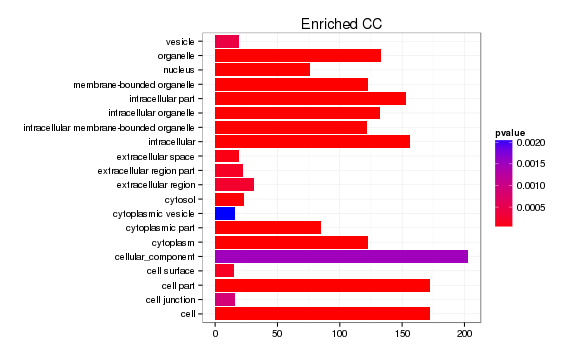 Enriched CC
vesicle
organelle
nucleus
membrane-bounded organelle
intracellular part
intracellular organelle
intracellular membrane-bounded organelle
intracellular
extracellular space
extracellular region part
extracellular region
cytosol
cytoplasmic vesicle
cytoplasmic part
cytoplasm
cellular_component
cell surface
cell part
cell junction
cell
0 50 100 150 200
pvalue
0.0020
0.0015
0.0010
0.0005